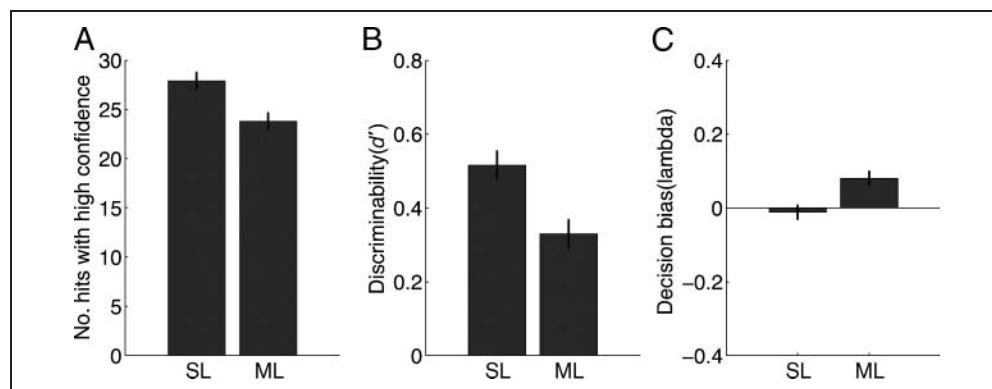 A
No. hits with high confidence
30
25
20
15
10
5
0
SL ML
B
Discriminability(d′)
0.8
0.6
0.4
0.2
0
SL ML
C
Decision bias(lambda)
0.4
0.2
0
−0.2
−0.4
SL ML